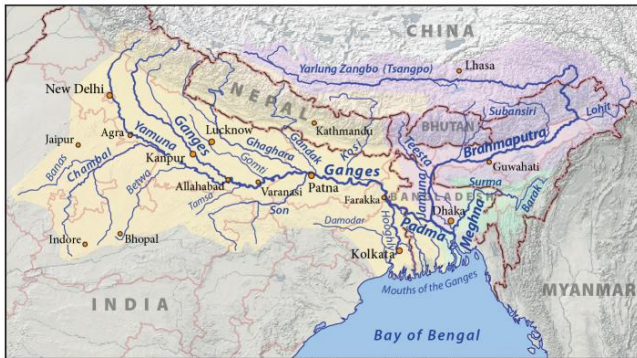 CHINA
Yarlung Zangbo (Tsangpo)
Lhasa
New Delhi
NEPAL
Subansiri
Lohit
BHUTAN
Jaipur
Agra
Yamuna
Ganges
Lucknow
Kathmandu
Ghaghara
Gandak
Kosi
Teesta
Brahmaputra
Banas
Chambal
Kanpur
Gomti
Guwahati
Betwa
Allahabad
Varanasi
Patna
Ganges
Jamuna
Surma
Barak
Tamsa
Son
Farakka
BANGLADESH
Dhaka
Indore
Bhopal
Damodar
Hooghly
Padma
Meghna
Kolkata
Mouths of the Ganges
INDIA
MYANMAR
Bay of Bengal